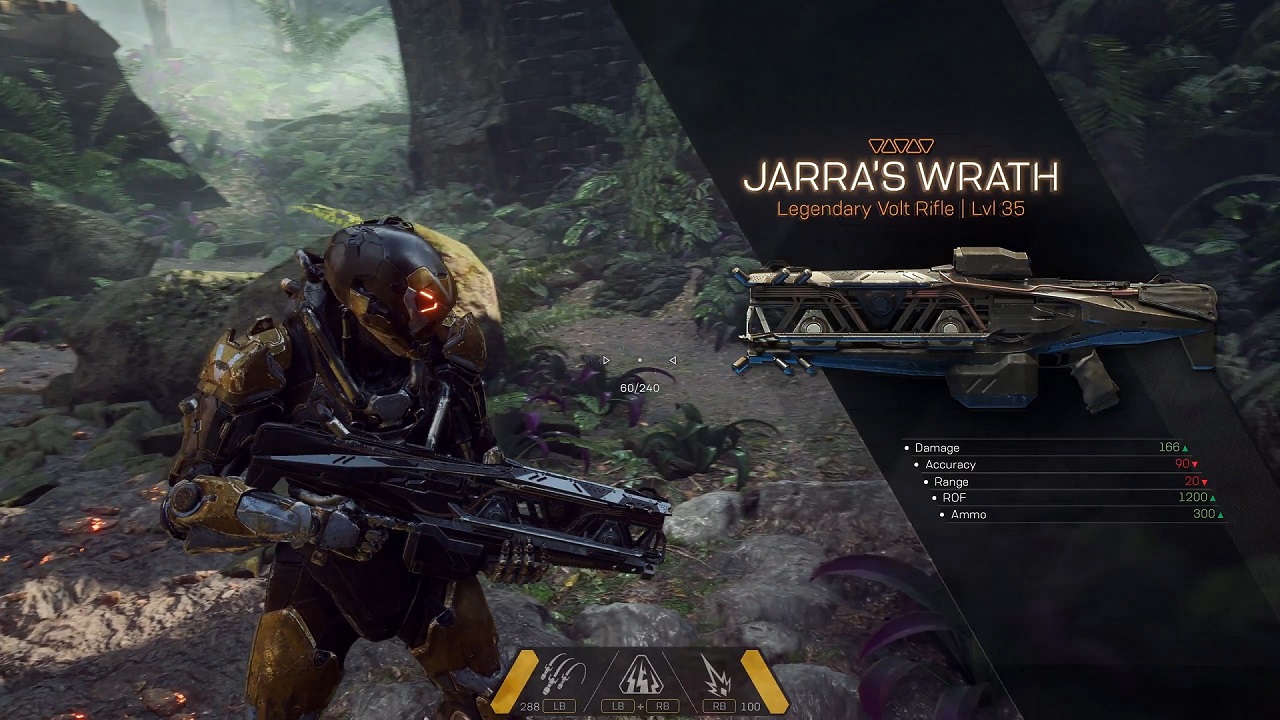 JARRA'S WRATH
Legendary Volt Rifle | Lvl 35
60/240
Damage 166
Accuracy 90
Range 20
ROF 1200
Ammo 300
288 LB LB + RB RB 100